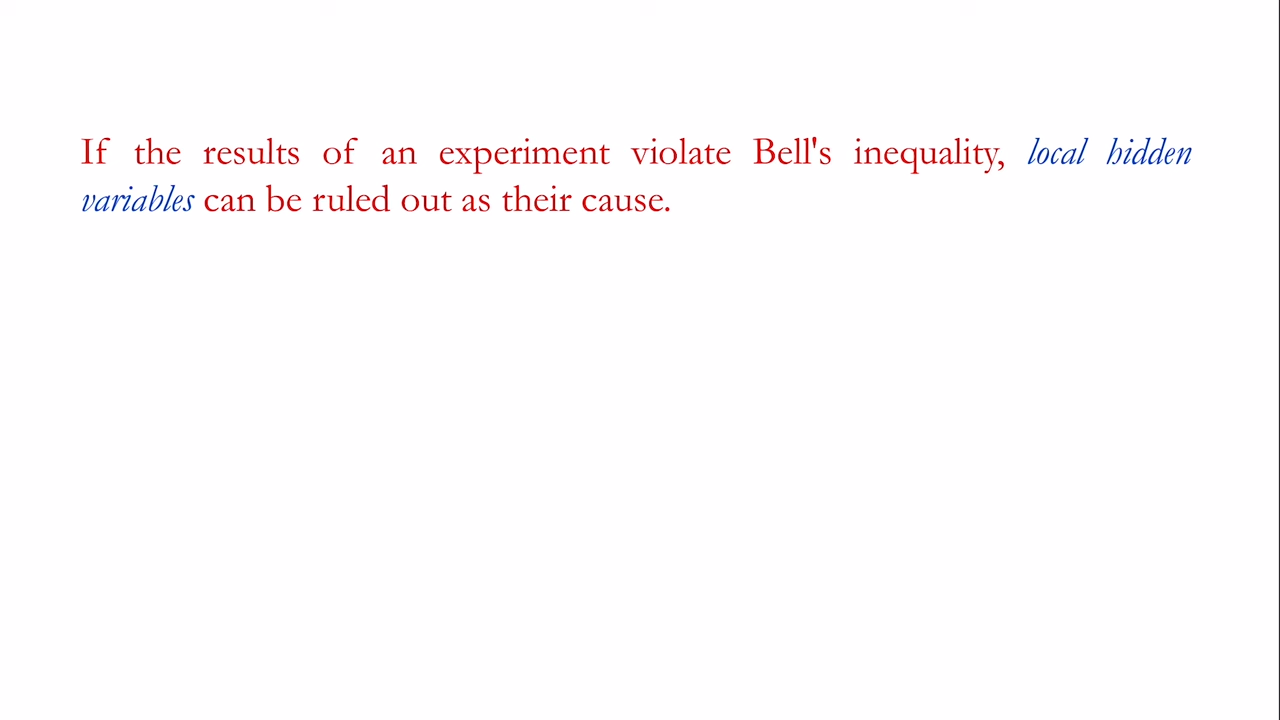 If the results of an experiment violate Bell's inequality, local hidden
variables can be ruled out as their cause.